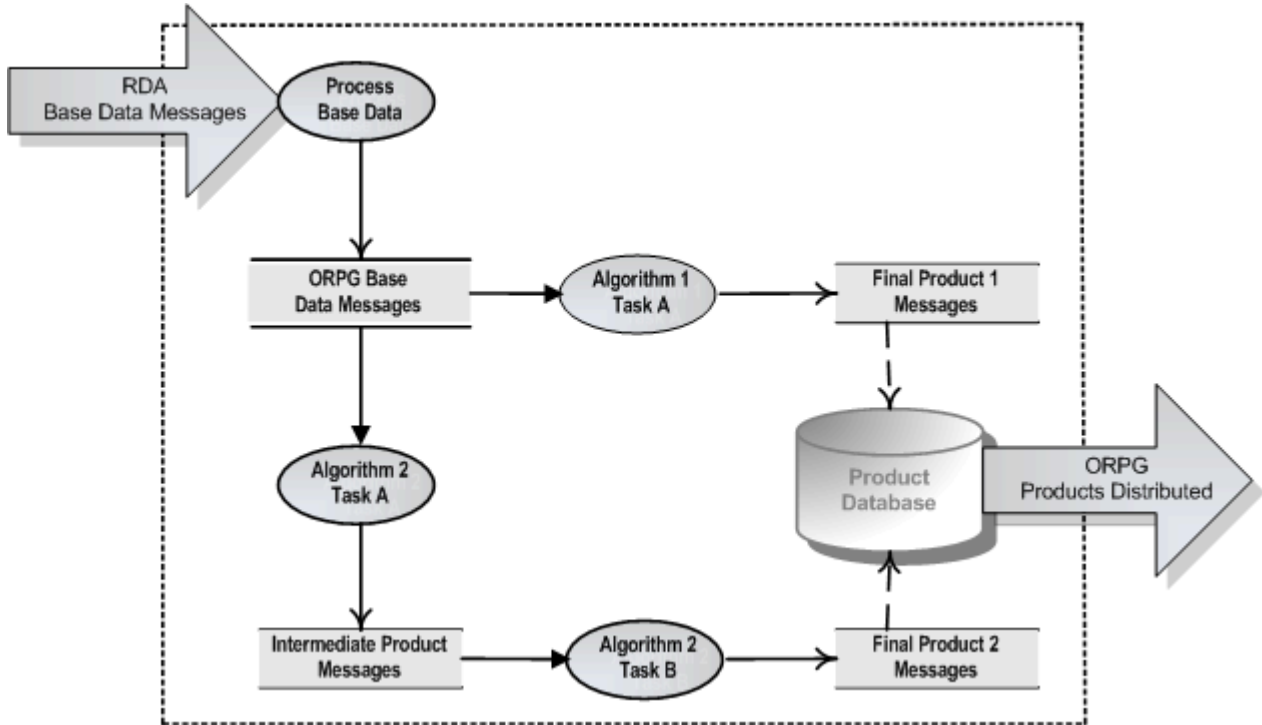 RDA
Base Data Messages
Process
Base Data
ORPG Base
Data Messages
Algorithm 1
Task A
Final Product 1
Messages
Algorithm 2
Task A
Product
Database
ORPG
Products Distributed
Intermediate Product
Messages
Algorithm 2
Task B
Final Product 2
Messages